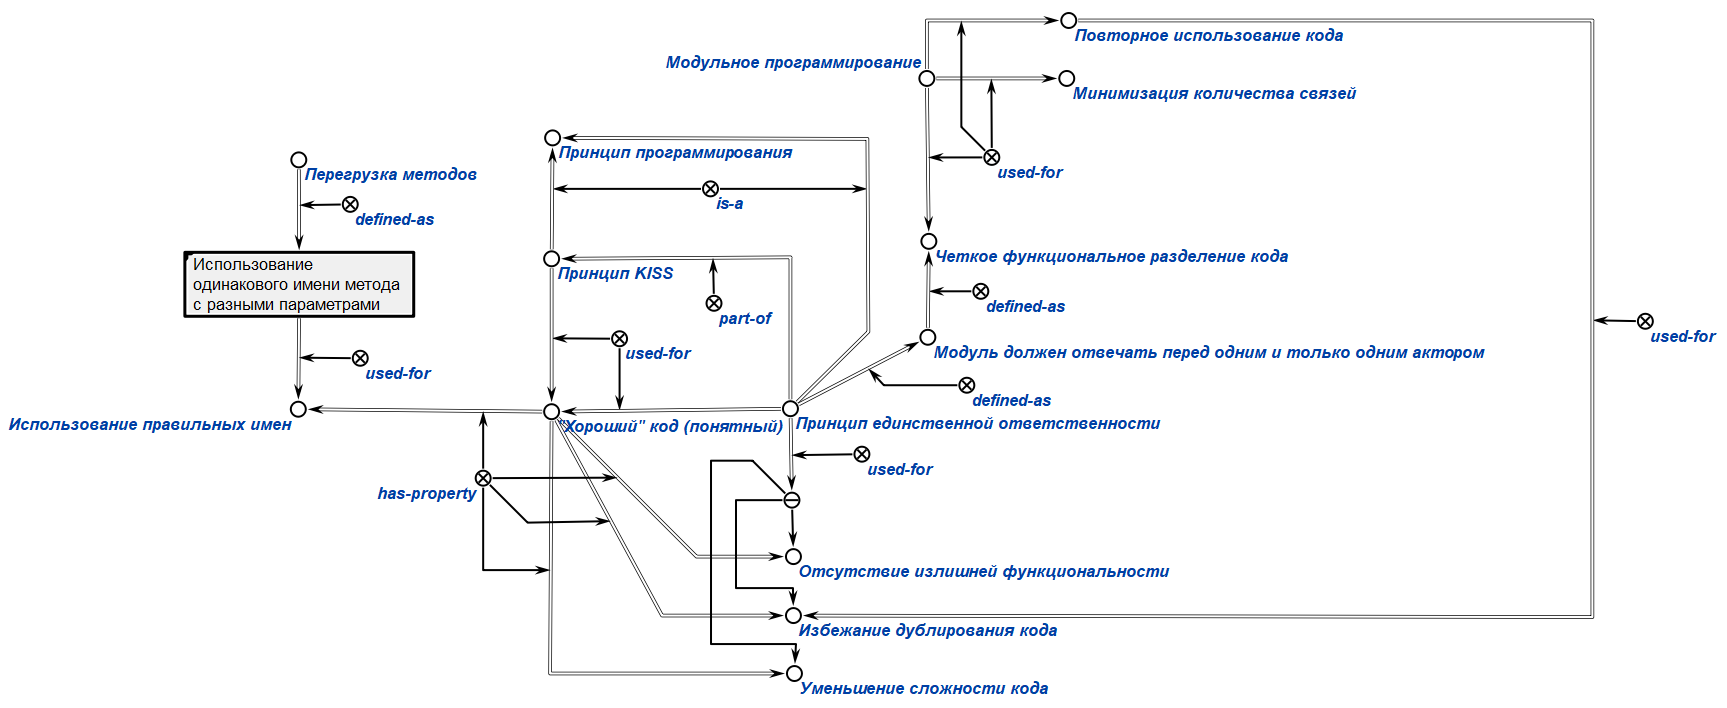 Повторное использование кода
Модульное программирование
Минимизация количества связей
Принцип программирования
used-for
Перегрузка методов
is-a
defined-as
Четкое функциональное разделение кода
Использование
одинакового имени метода
с разными параметрами
Принцип KISS
defined-as
part-of
used-for
used-for
Модуль должен отвечать перед одним и только одним актором
used-for
defined-as
Использование правильных имен
"Хороший" код (понятный)
Принцип единственной ответственности
used-for
has-property
Отсутствие излишней функциональности
Избежание дублирования кода
Уменьшение сложности кода